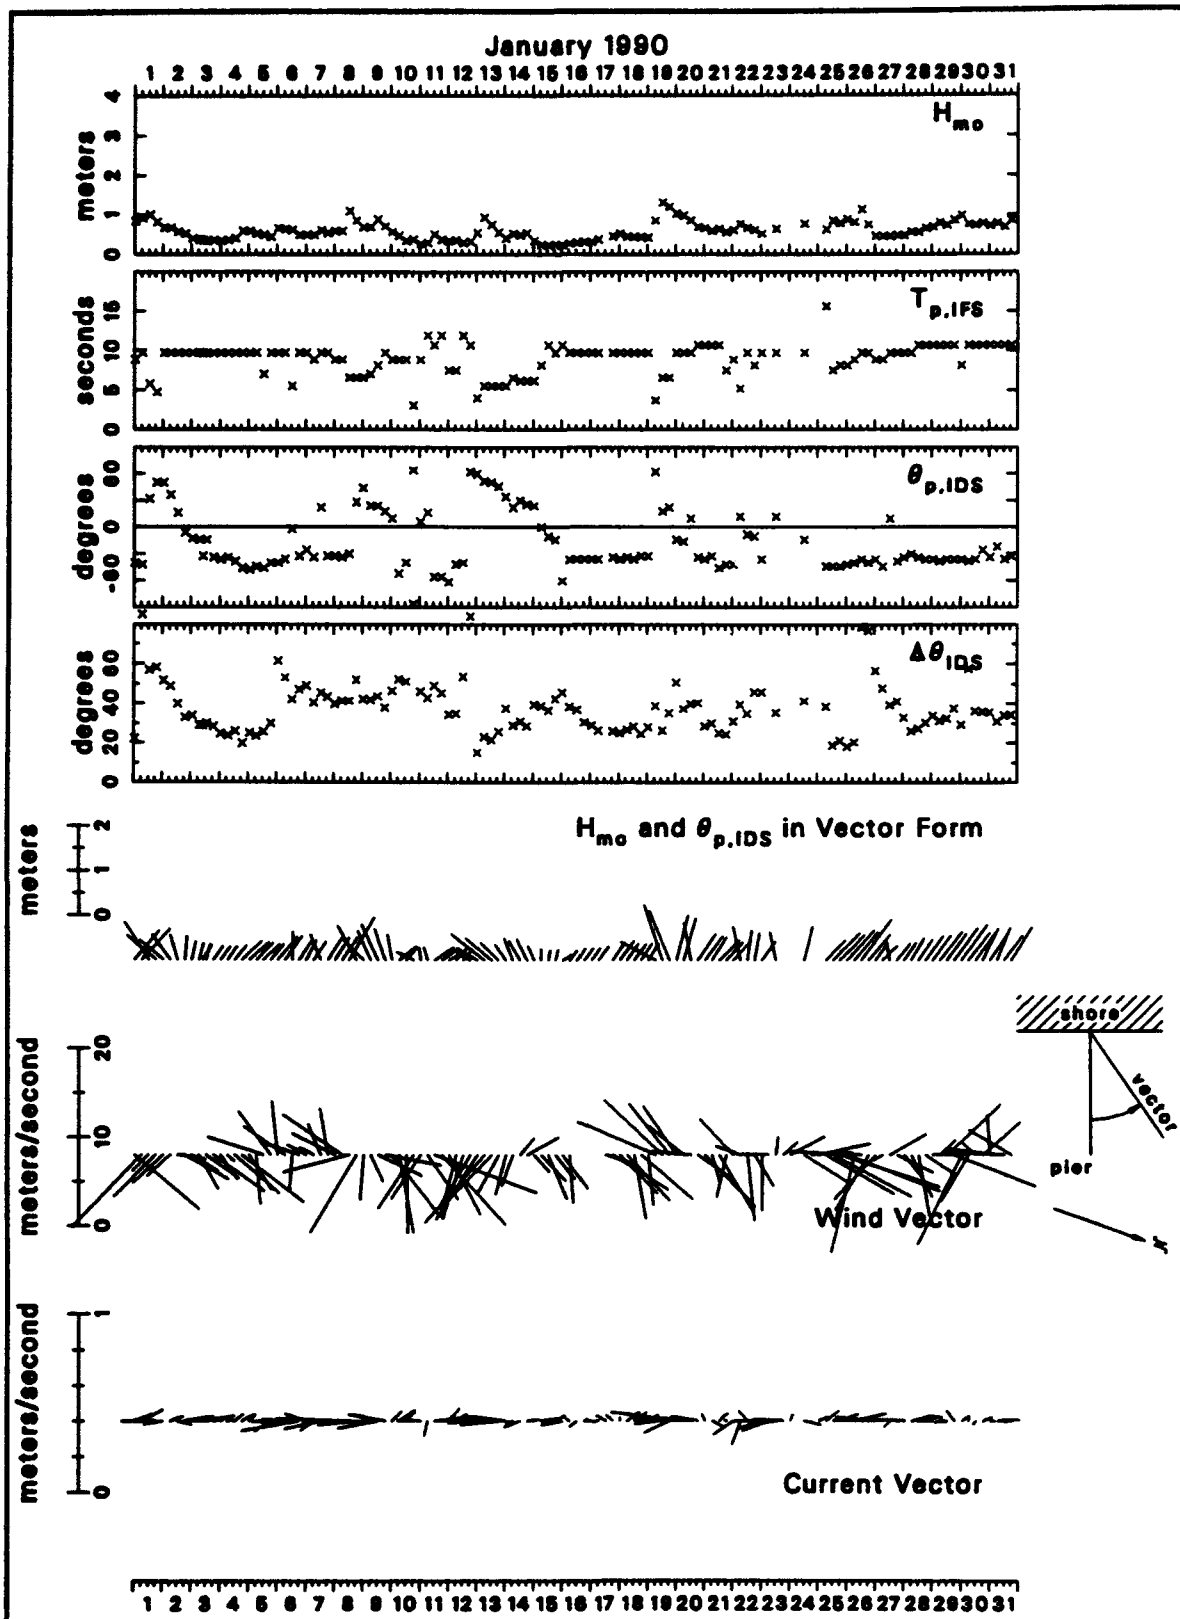 January 1990
1 2 3 4 5 6 7 8 9 10 11 12 13 14 15 16 17 18 19 20 21 22 23 24 25 26 27 28 29 30 31
meters
4
3
2
1
0
Hmo
seconds
15
10
5
0
Tp,IFS
degrees
60
0
-60
θp,IDS
degrees
60
40
20
0
ΔθIDS
meters
2
1
0
Hmo and θp,IDS in Vector Form
shore
vector
pier
N
meters/second
20
10
0
Wind Vector
meters/second
1
0
Current Vector
1 2 3 4 5 6 7 8 9 10 11 12 13 14 15 16 17 18 19 20 21 22 23 24 25 26 27 28 29 30 31